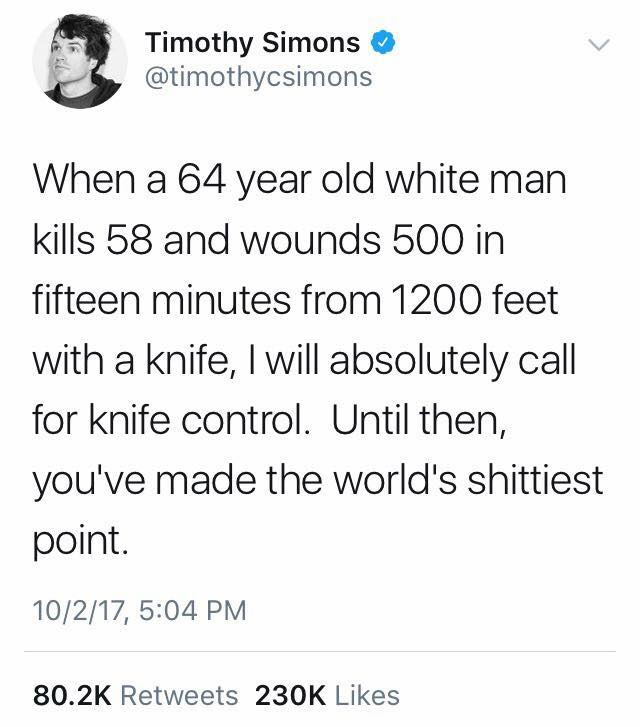 Timothy Simons
@timothycsimons
When a 64 year old white man
kills 58 and wounds 500 in
fifteen minutes from 1200 feet
with a knife, I will absolutely call
for knife control.  Until then,
you've made the world's shittiest
point.
10/2/17, 5:04 PM
80.2K Retweets  230K Likes